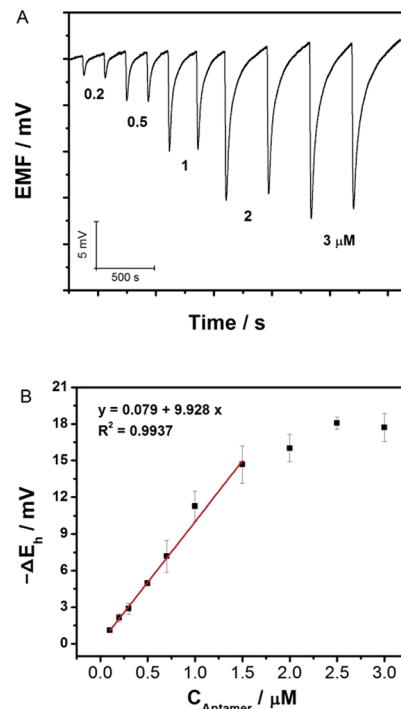 A
EMF / mV
0.2
0.5
1
2
3 μM
5 mV
500 s
Time / s
B
y = 0.079 + 9.928 x
R² = 0.9937
−ΔEₕ / mV
21
18
15
12
9
6
3
0
0.0 0.5 1.0 1.5 2.0 2.5 3.0
C_Aptamer / μM